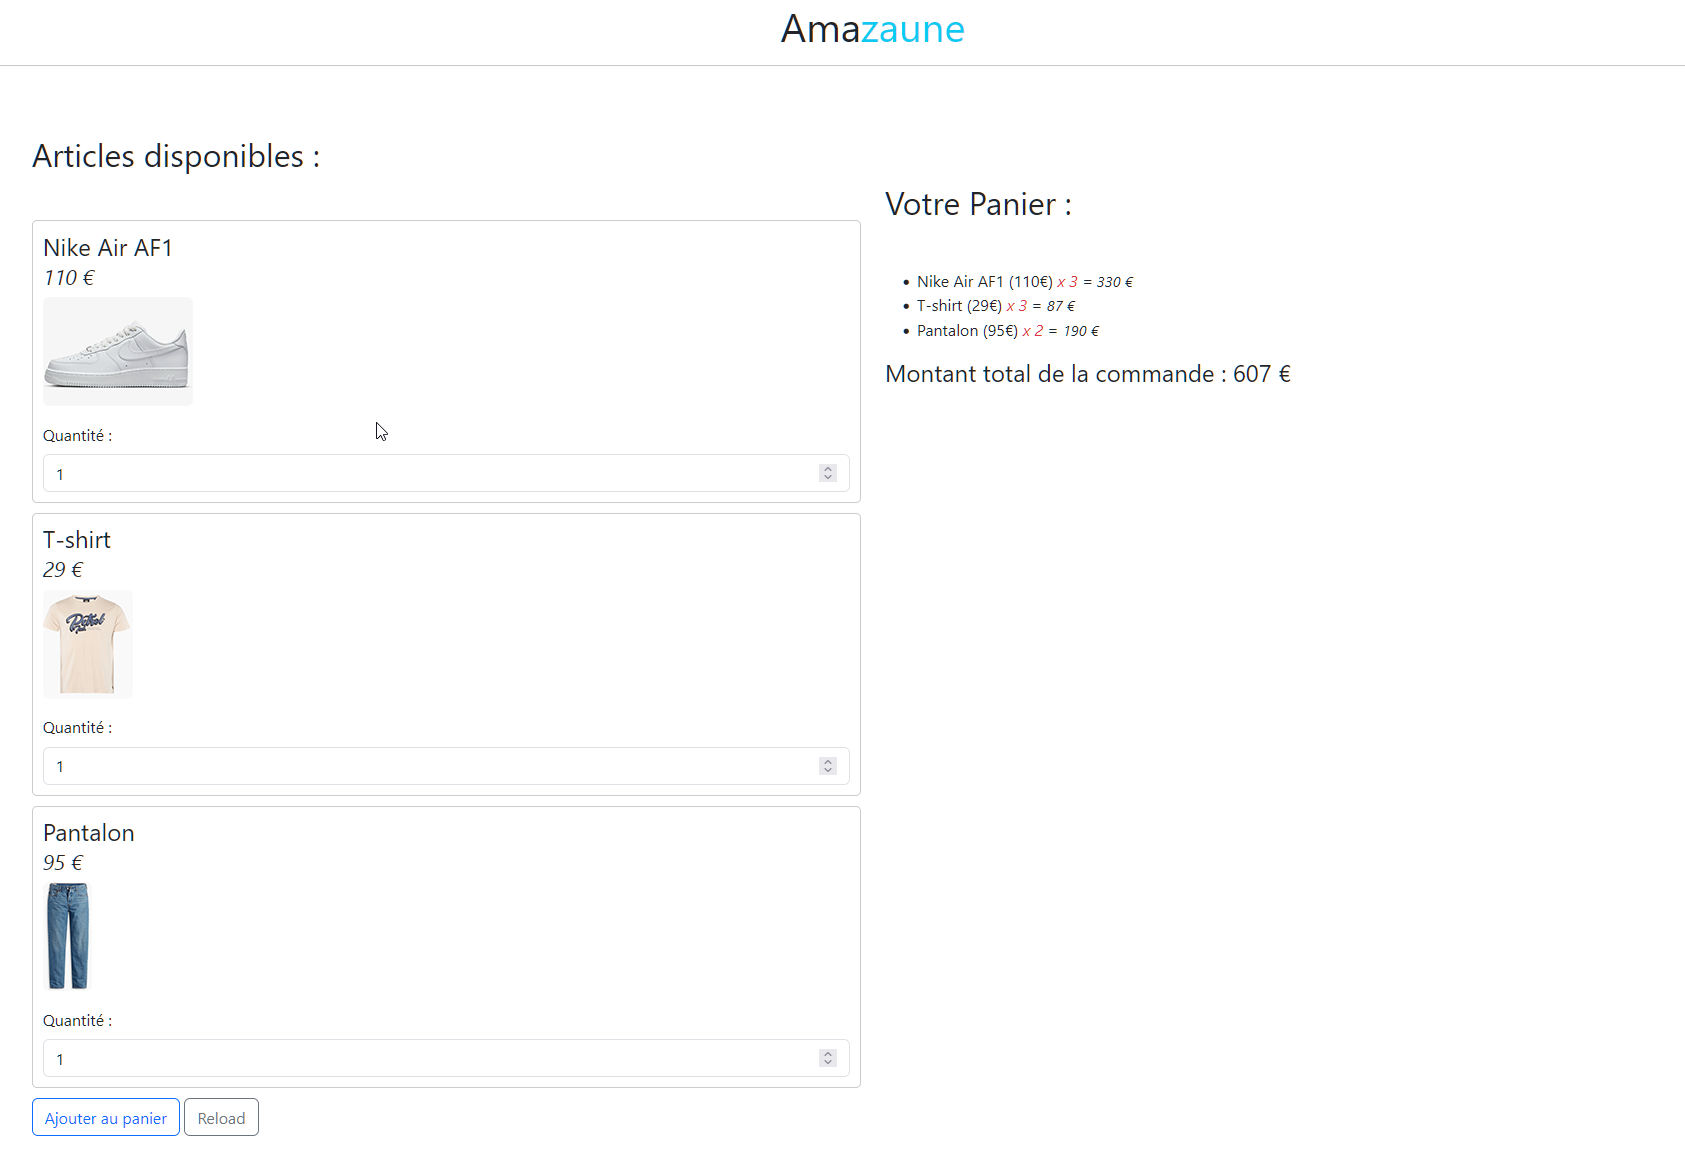 Amazaune
Articles disponibles :
Nike Air AF1
110 €
Quantité :
1
T-shirt
29 €
Petrol
Quantité :
1
Pantalon
95 €
Quantité :
1
Ajouter au panier Reload
Votre Panier :
Nike Air AF1 (110€) x 3 = 330 €
T-shirt (29€) x 3 = 87 €
Pantalon (95€) x 2 = 190 €
Montant total de la commande : 607 €